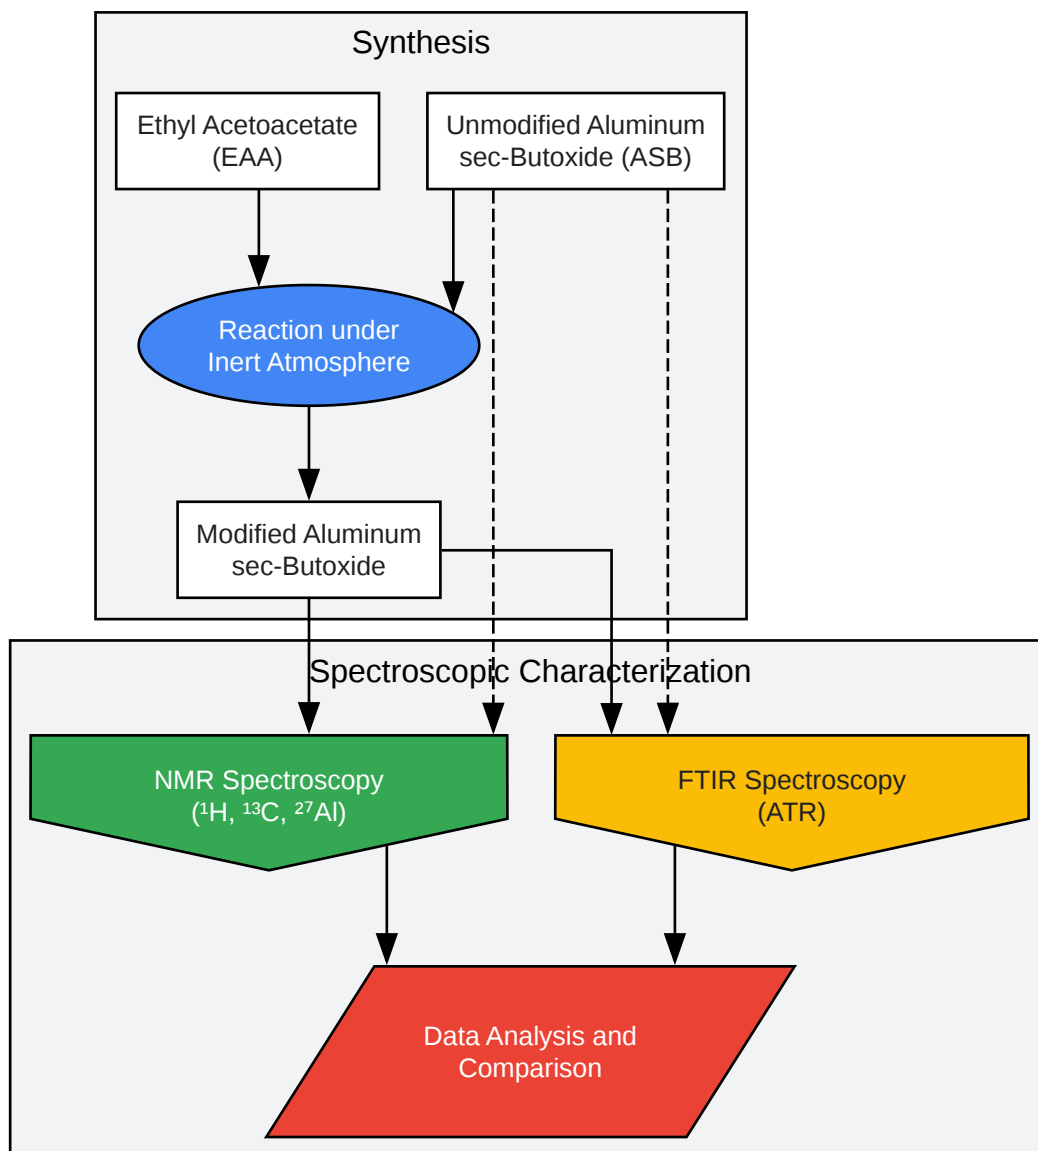 Synthesis
Ethyl Acetoacetate
(EAA)
Unmodified Aluminum
sec-Butoxide (ASB)
Reaction under
Inert Atmosphere
Modified Aluminum
sec-Butoxide
Spectroscopic Characterization
NMR Spectroscopy
(¹H, ¹³C, ²⁷Al)
FTIR Spectroscopy
(ATR)
Data Analysis and
Comparison